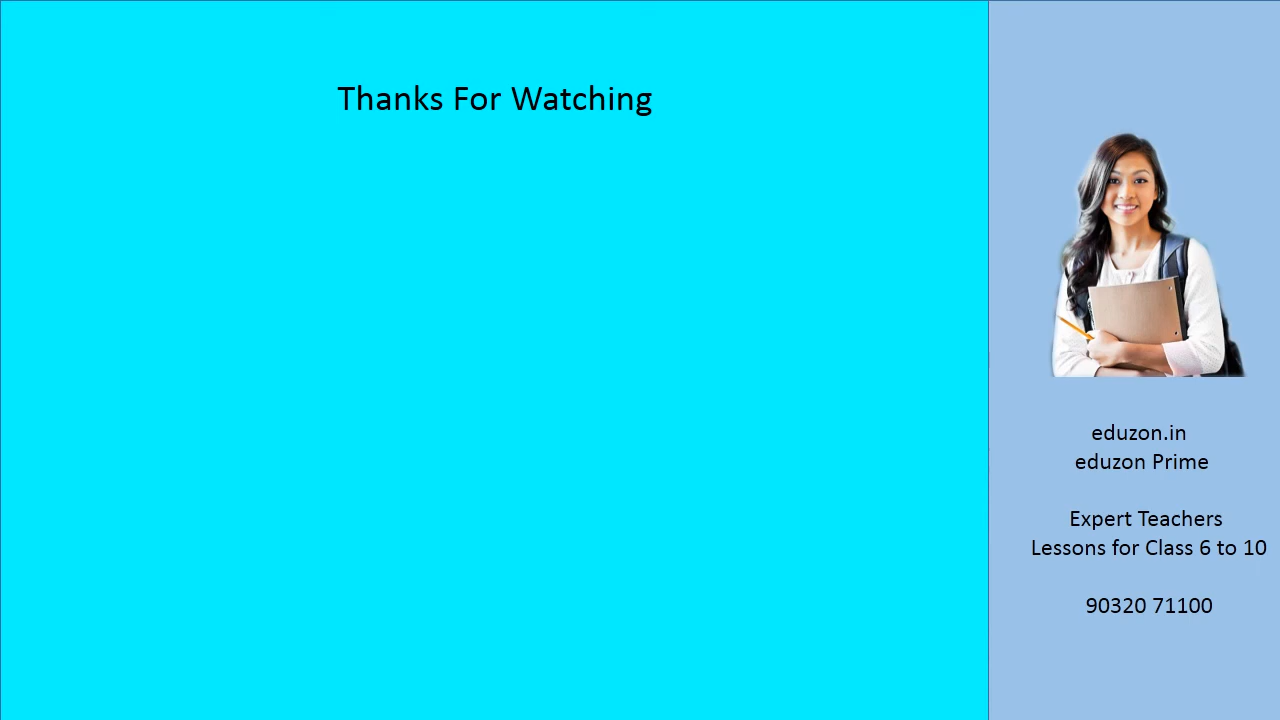 Thanks For Watching
eduzon.in
eduzon Prime
Expert Teachers
Lessons for Class 6 to 10
90320 71100